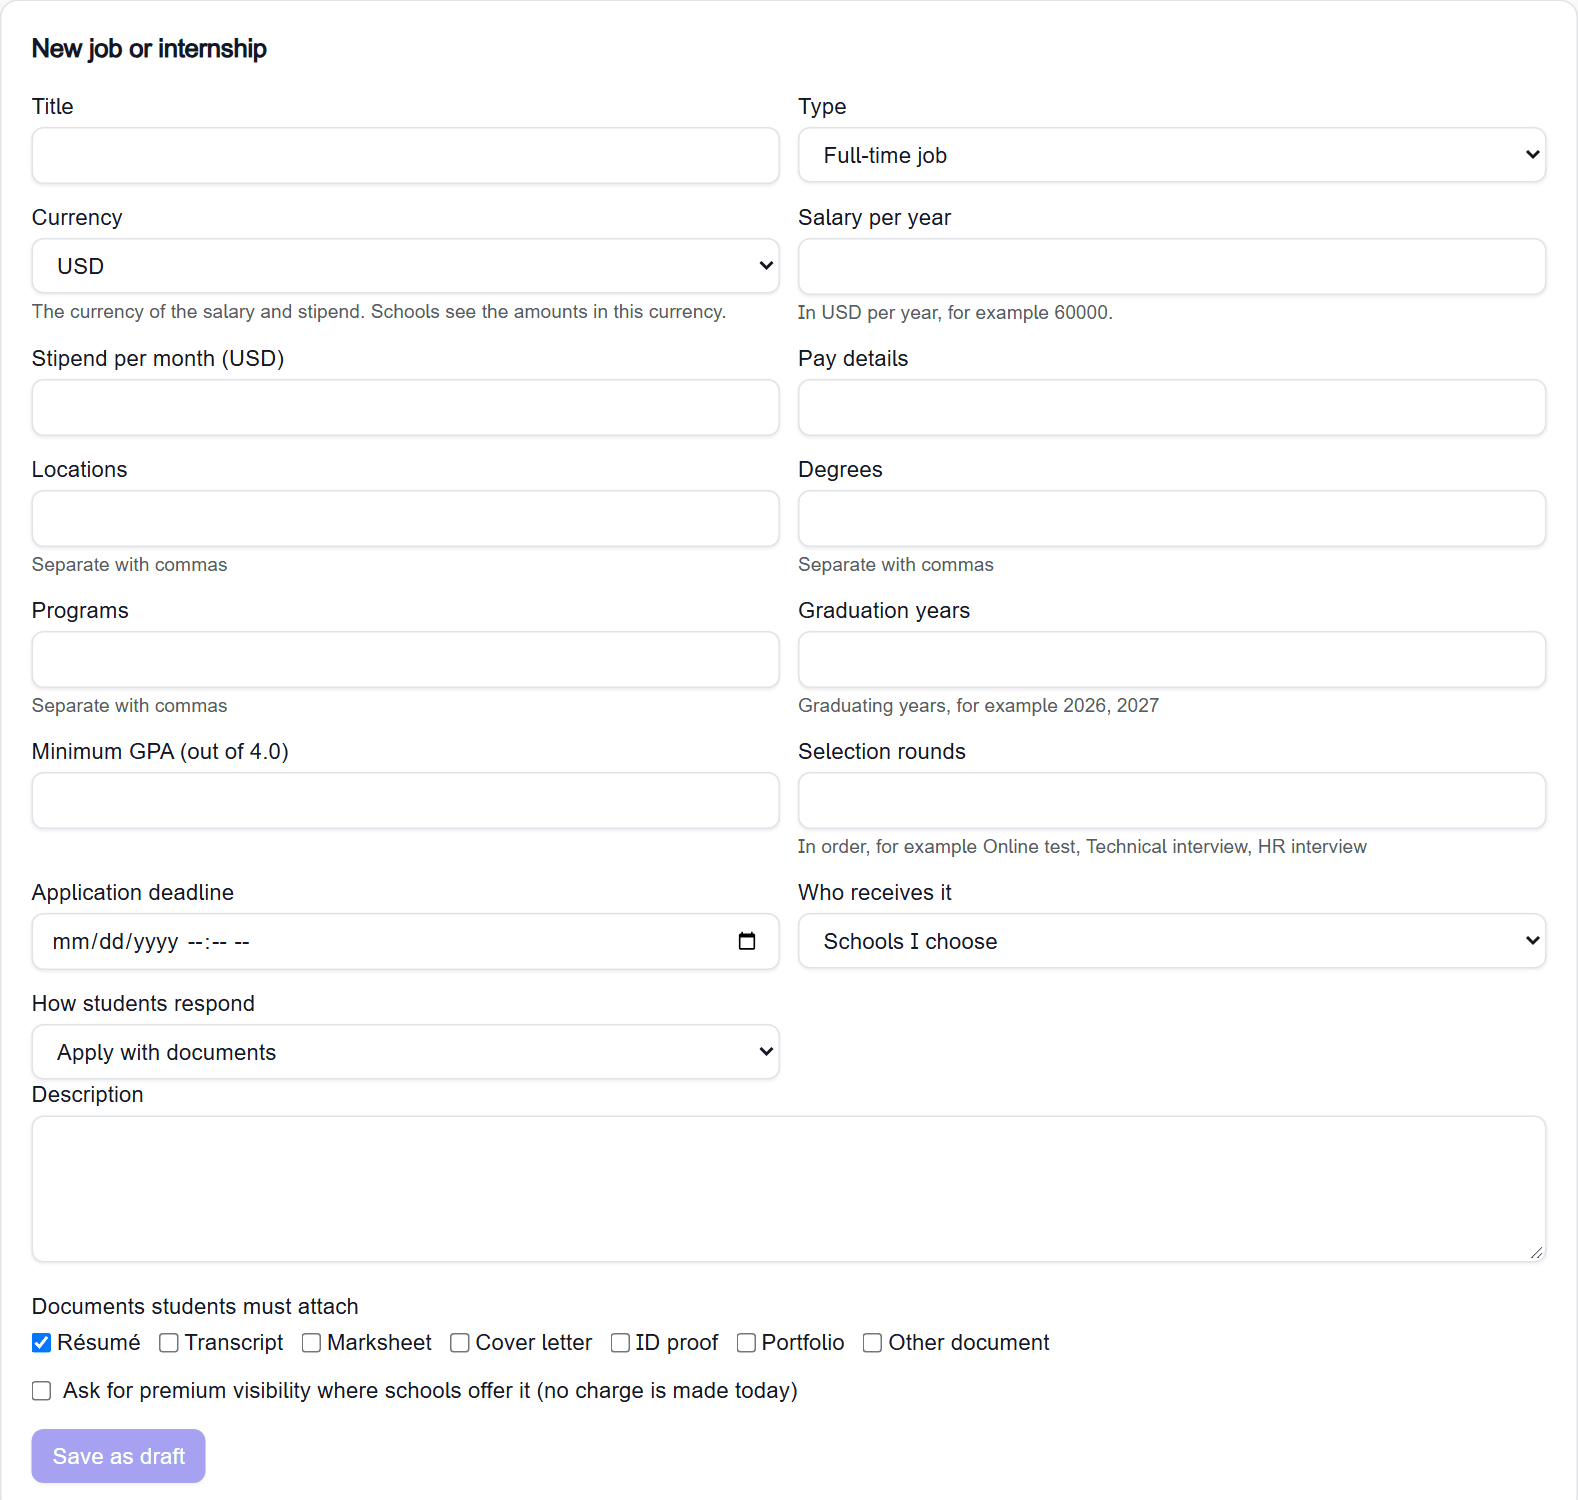 New job or internship
Title
Type
Full-time job
Currency
Salary per year
USD
The currency of the salary and stipend. Schools see the amounts in this currency.
In USD per year, for example 60000.
Stipend per month (USD)
Pay details
Locations
Degrees
Separate with commas
Separate with commas
Programs
Graduation years
Separate with commas
Graduating years, for example 2026, 2027
Minimum GPA (out of 4.0)
Selection rounds
In order, for example Online test, Technical interview, HR interview
Application deadline
Who receives it
mm/dd/yyyy --:-- --
Schools I choose
How students respond
Apply with documents
Description
Documents students must attach
Résumé Transcript Marksheet Cover letter ID proof Portfolio Other document
Ask for premium visibility where schools offer it (no charge is made today)
Save as draft